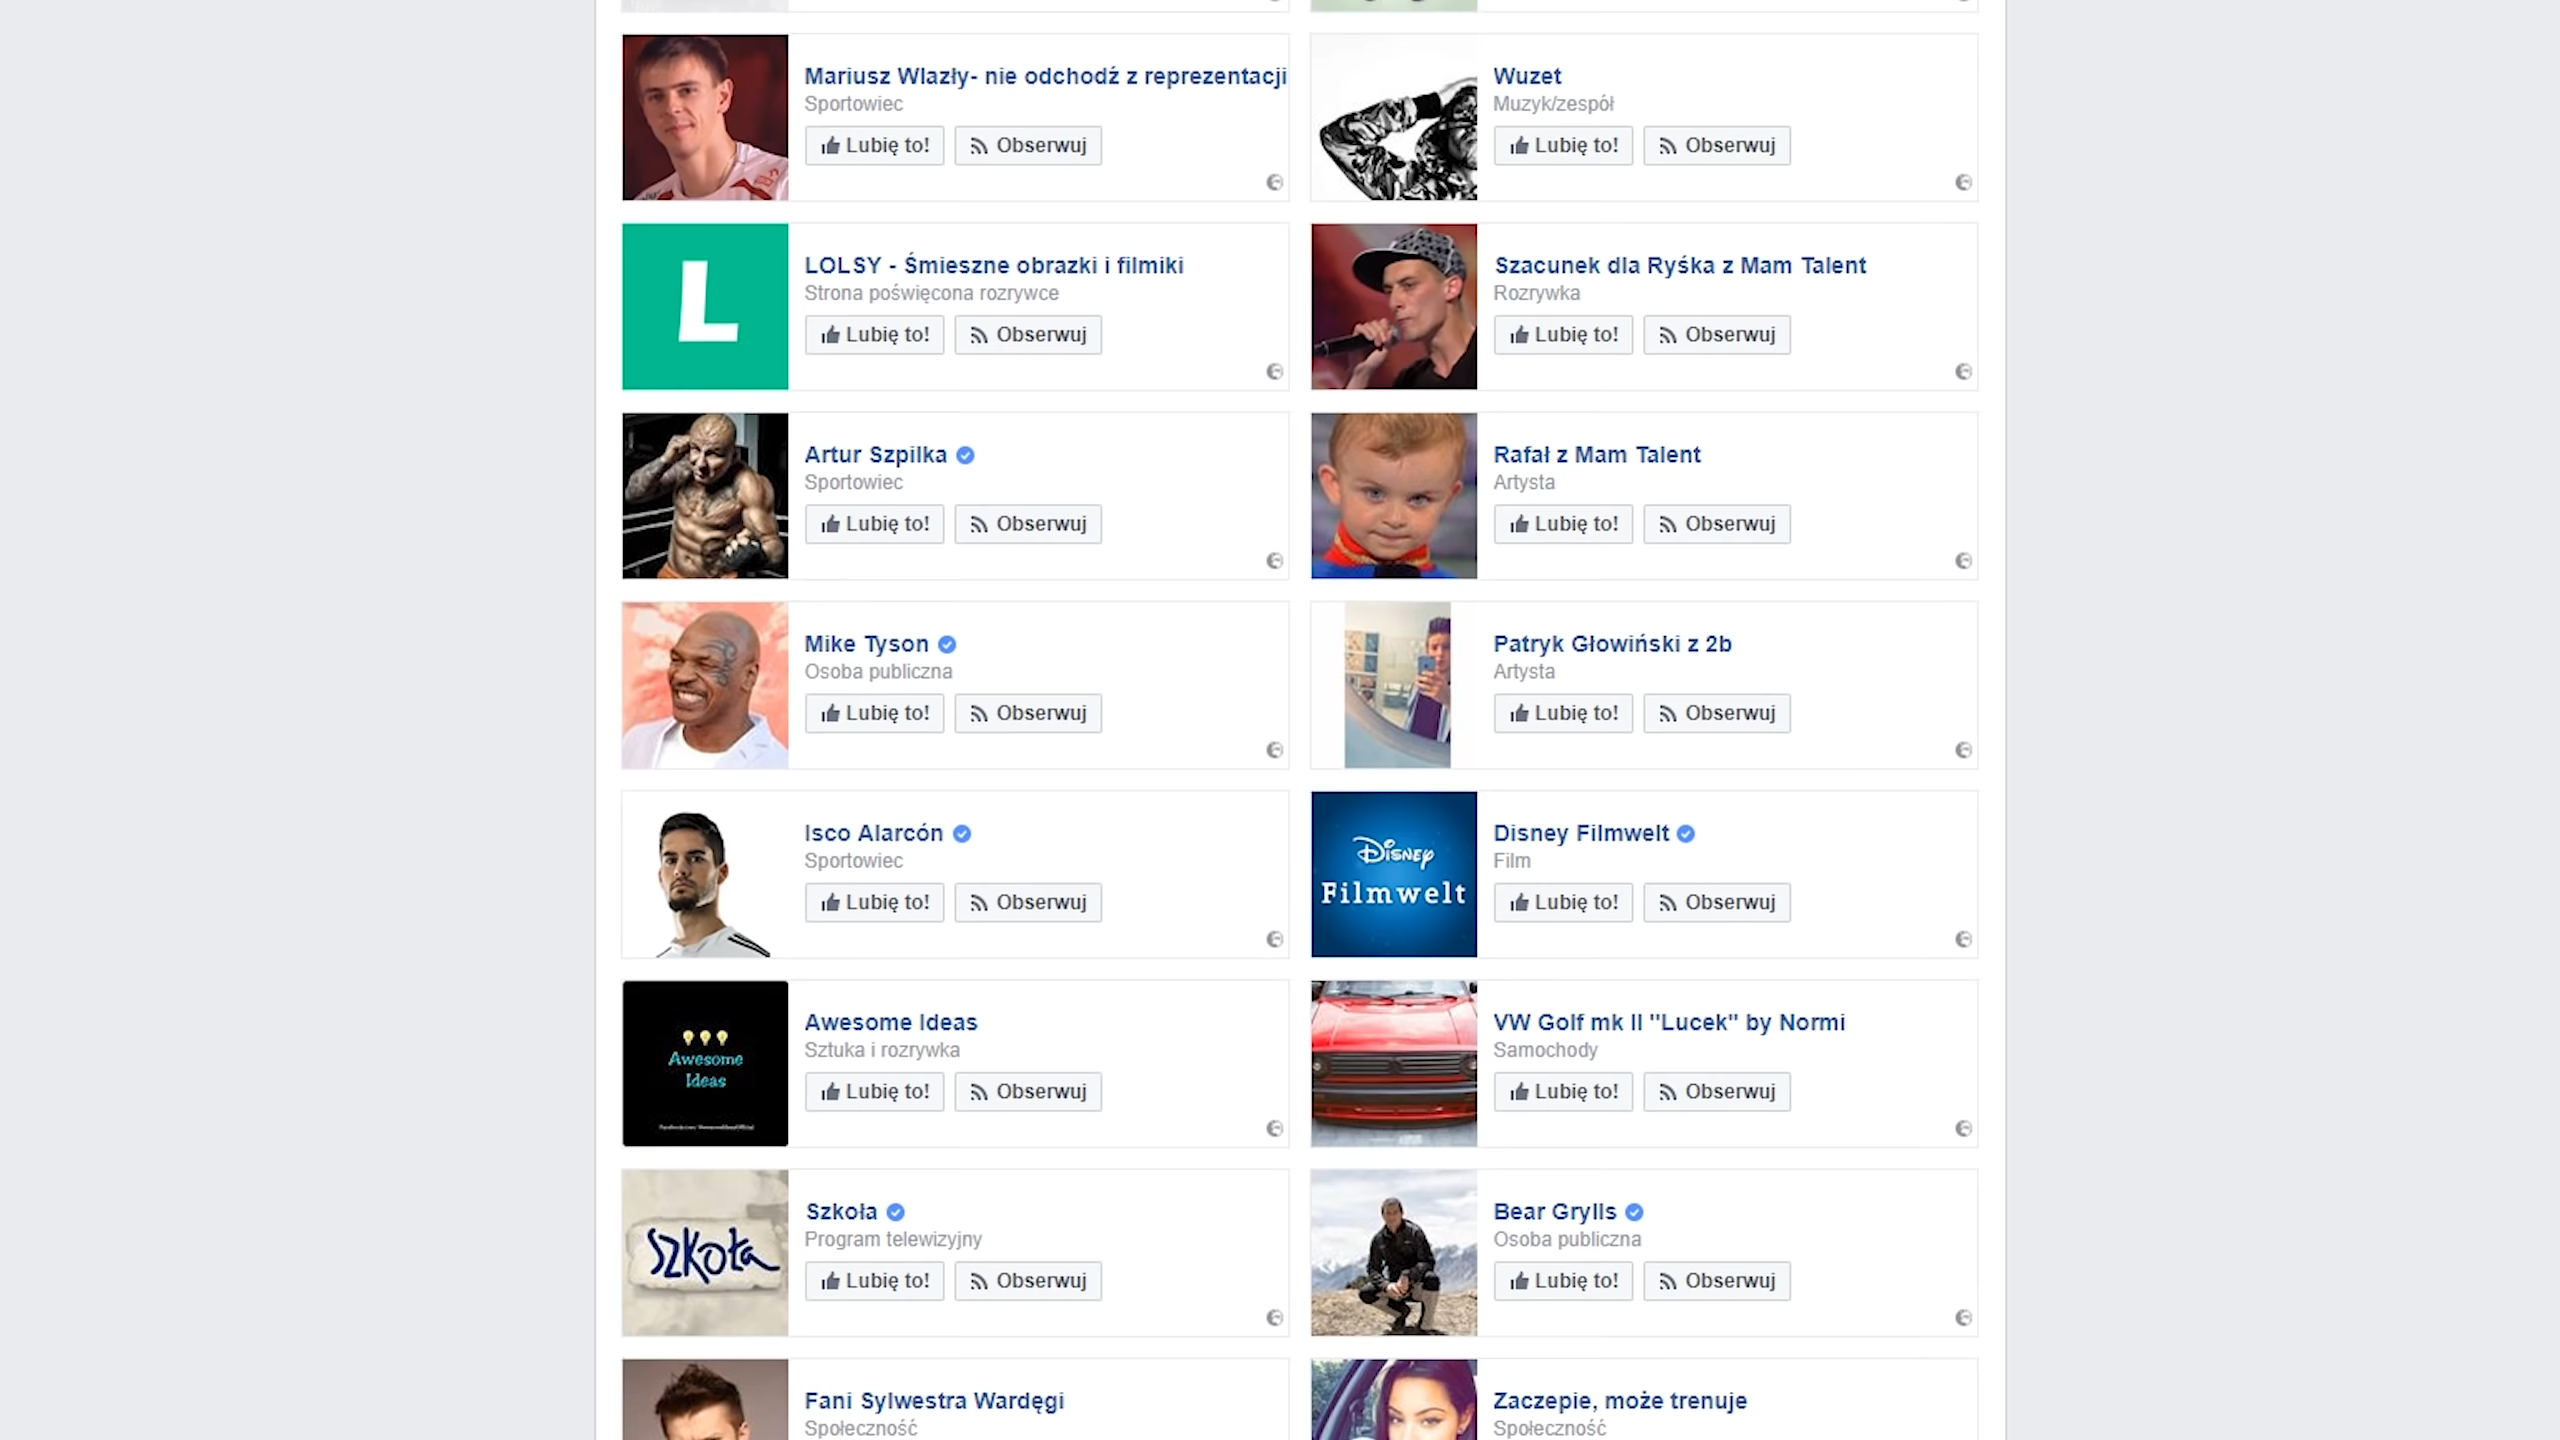 Mariusz Wlazły- nie odchodź z reprezentacji
Sportowiec
Lubię to! Obserwuj
Wuzet
Muzyk/zespół
Lubię to! Obserwuj
L
LOLSY - Śmieszne obrazki i filmiki
Strona poświęcona rozrywce
Lubię to! Obserwuj
Szacunek dla Ryśka z Mam Talent
Rozrywka
Lubię to! Obserwuj
Artur Szpilka
Sportowiec
Lubię to! Obserwuj
Rafał z Mam Talent
Artysta
Lubię to! Obserwuj
Mike Tyson
Osoba publiczna
Lubię to! Obserwuj
Patryk Głowiński z 2b
Artysta
Lubię to! Obserwuj
Isco Alarcón
Sportowiec
Lubię to! Obserwuj
Disney
Filmwelt
Disney Filmwelt
Film
Lubię to! Obserwuj
Awesome
Ideas
Awesome Ideas
Sztuka i rozrywka
Lubię to! Obserwuj
VW Golf mk II "Lucek" by Normi
Samochody
Lubię to! Obserwuj
SZKOŁA
Szkoła
Program telewizyjny
Lubię to! Obserwuj
Bear Grylls
Osoba publiczna
Lubię to! Obserwuj
Fani Sylwestra Wardęgi
Społeczność
Zaczepie, może trenuje
Społeczność